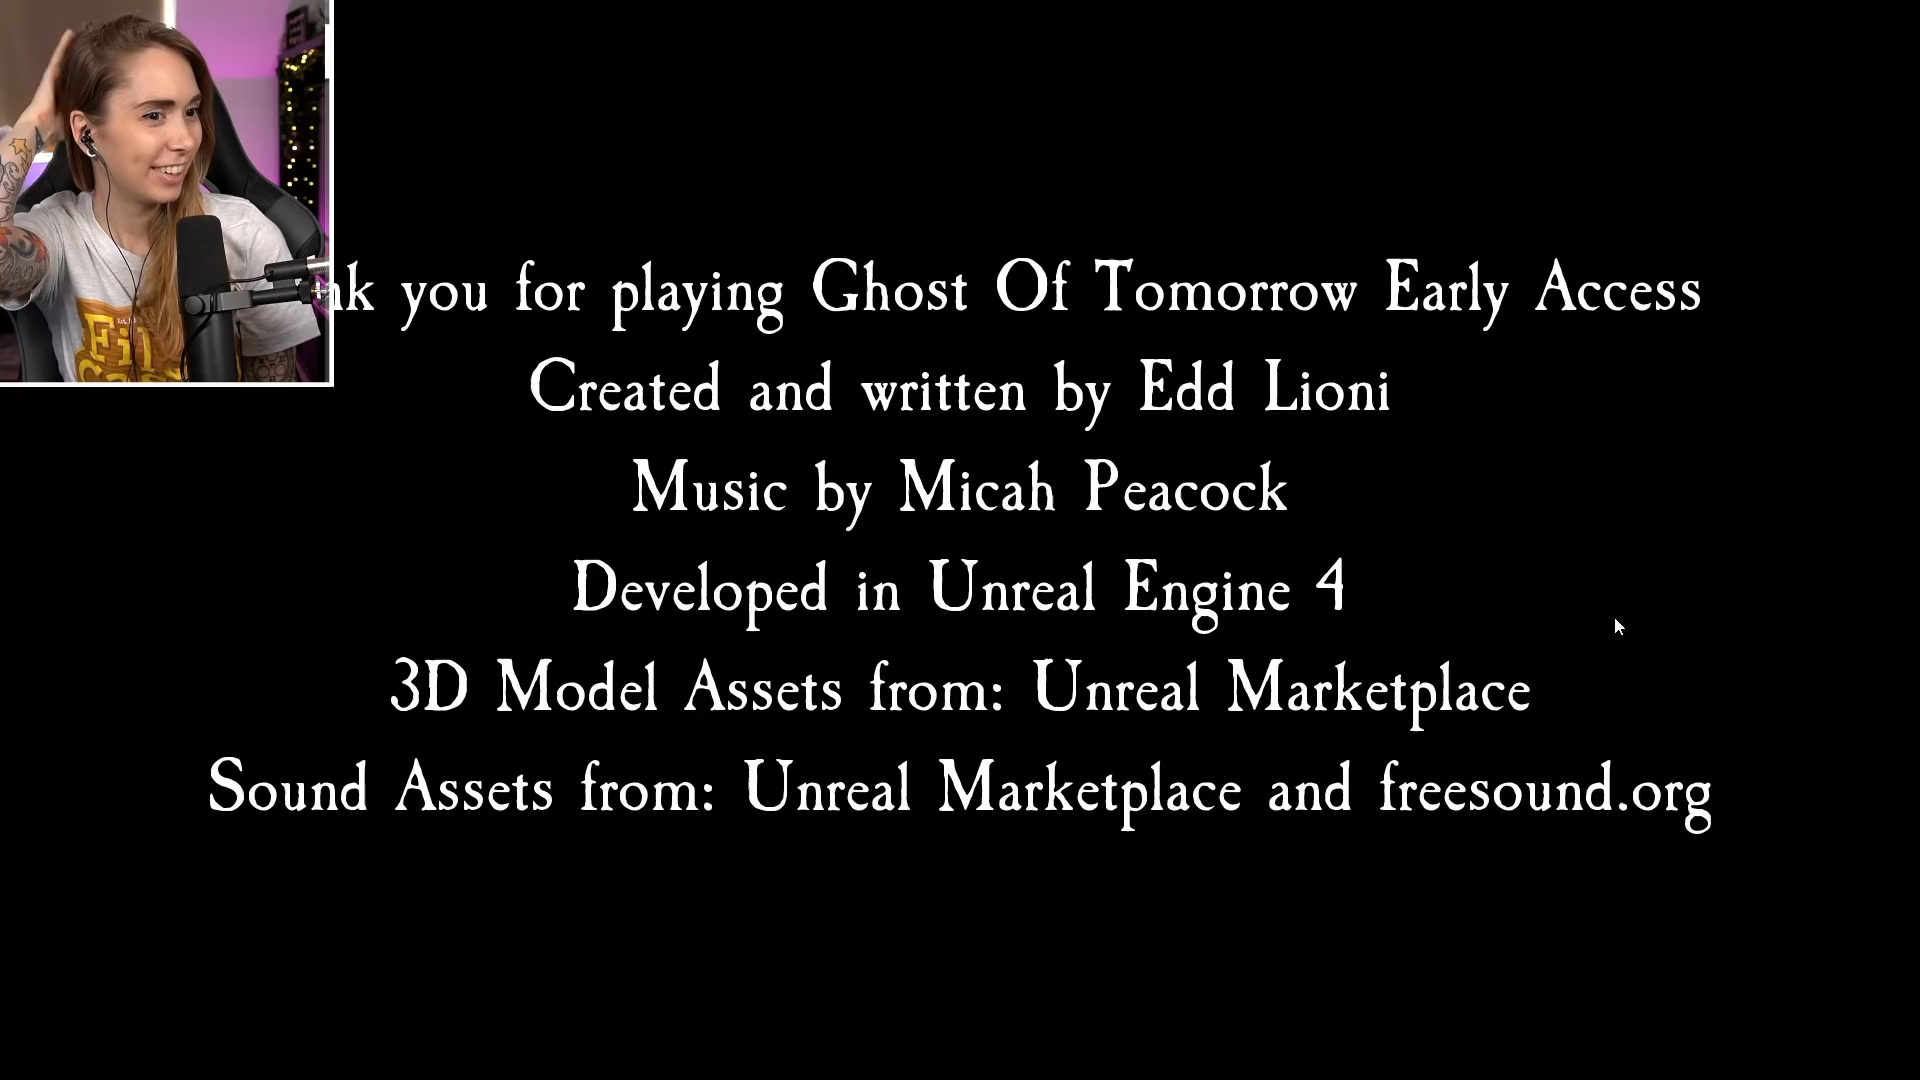 you for playing Ghost Of Tomorrow Early Access
Created and written by Edd Lioni
Music by Micah Peacock
Developed in Unreal Engine 4
3D Model Assets from: Unreal Marketplace
Sound Assets from: Unreal Marketplace and freesound.org